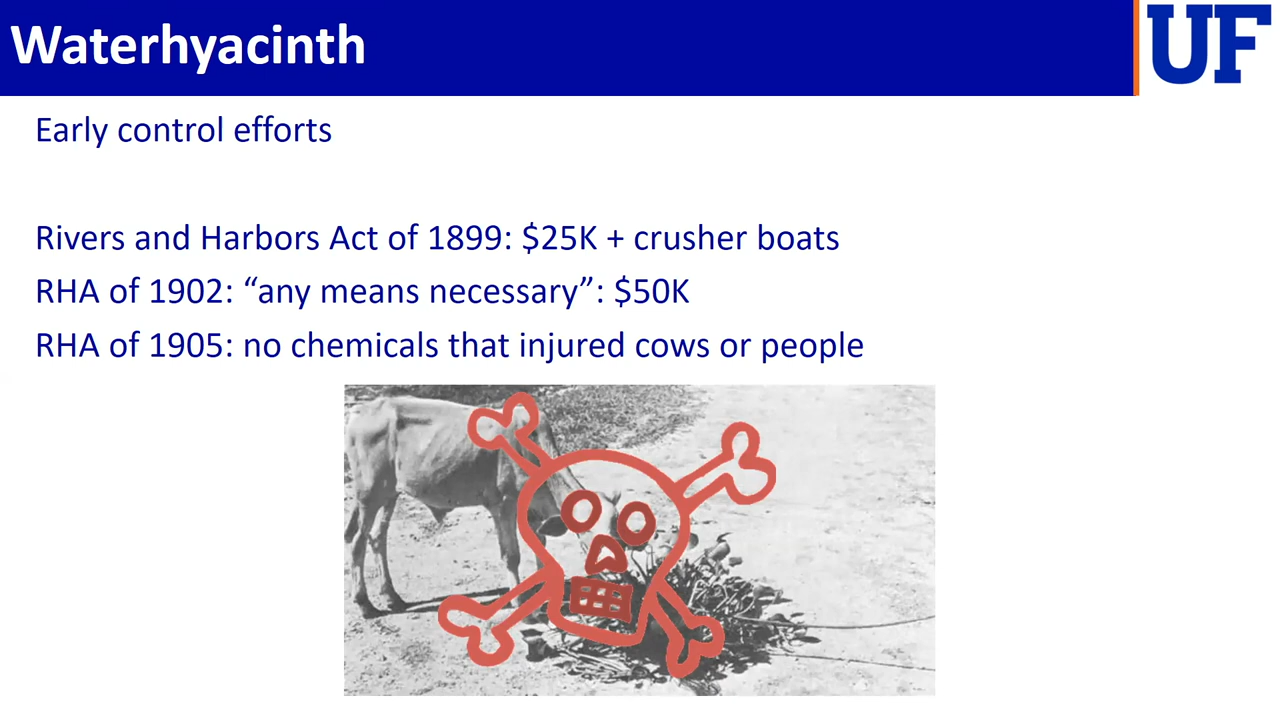 Waterhyacinth
UF
Early control efforts
Rivers and Harbors Act of 1899: $25K + crusher boats
RHA of 1902: “any means necessary”: $50K
RHA of 1905: no chemicals that injured cows or people